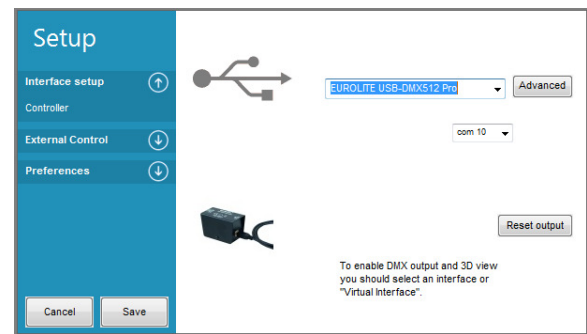 Setup
Interface setup
Controller
External Control
Preferences
Cancel
Save
EUROLITE USB-DMX512 Pro
Advanced
com 10
Reset output
To enable DMX output and 3D view
you should select an interface or
"Virtual Interface".